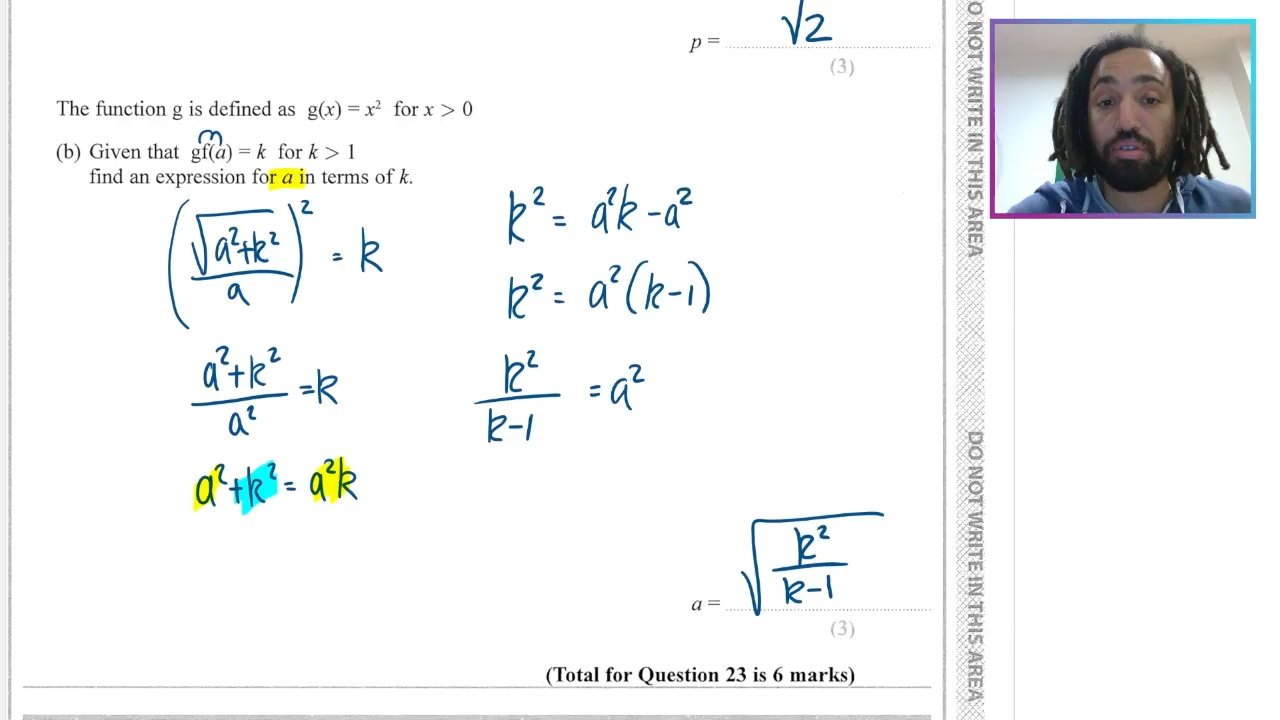 p = √2
(3)
The function g is defined as g(x) = x² for x > 0
(b) Given that gf(a) = k for k > 1
find an expression for a in terms of k.
(√(a²+k²)/a)² = k
(a²+k²)/a² = k
a²+k² = a²k
k² = a²k - a²
k² = a²(k-1)
k²/(k-1) = a²
a = √(k²/(k-1))
(3)
(Total for Question 23 is 6 marks)
O NOT WRITE IN THIS AREA
DO NOT WRITE IN THIS AREA